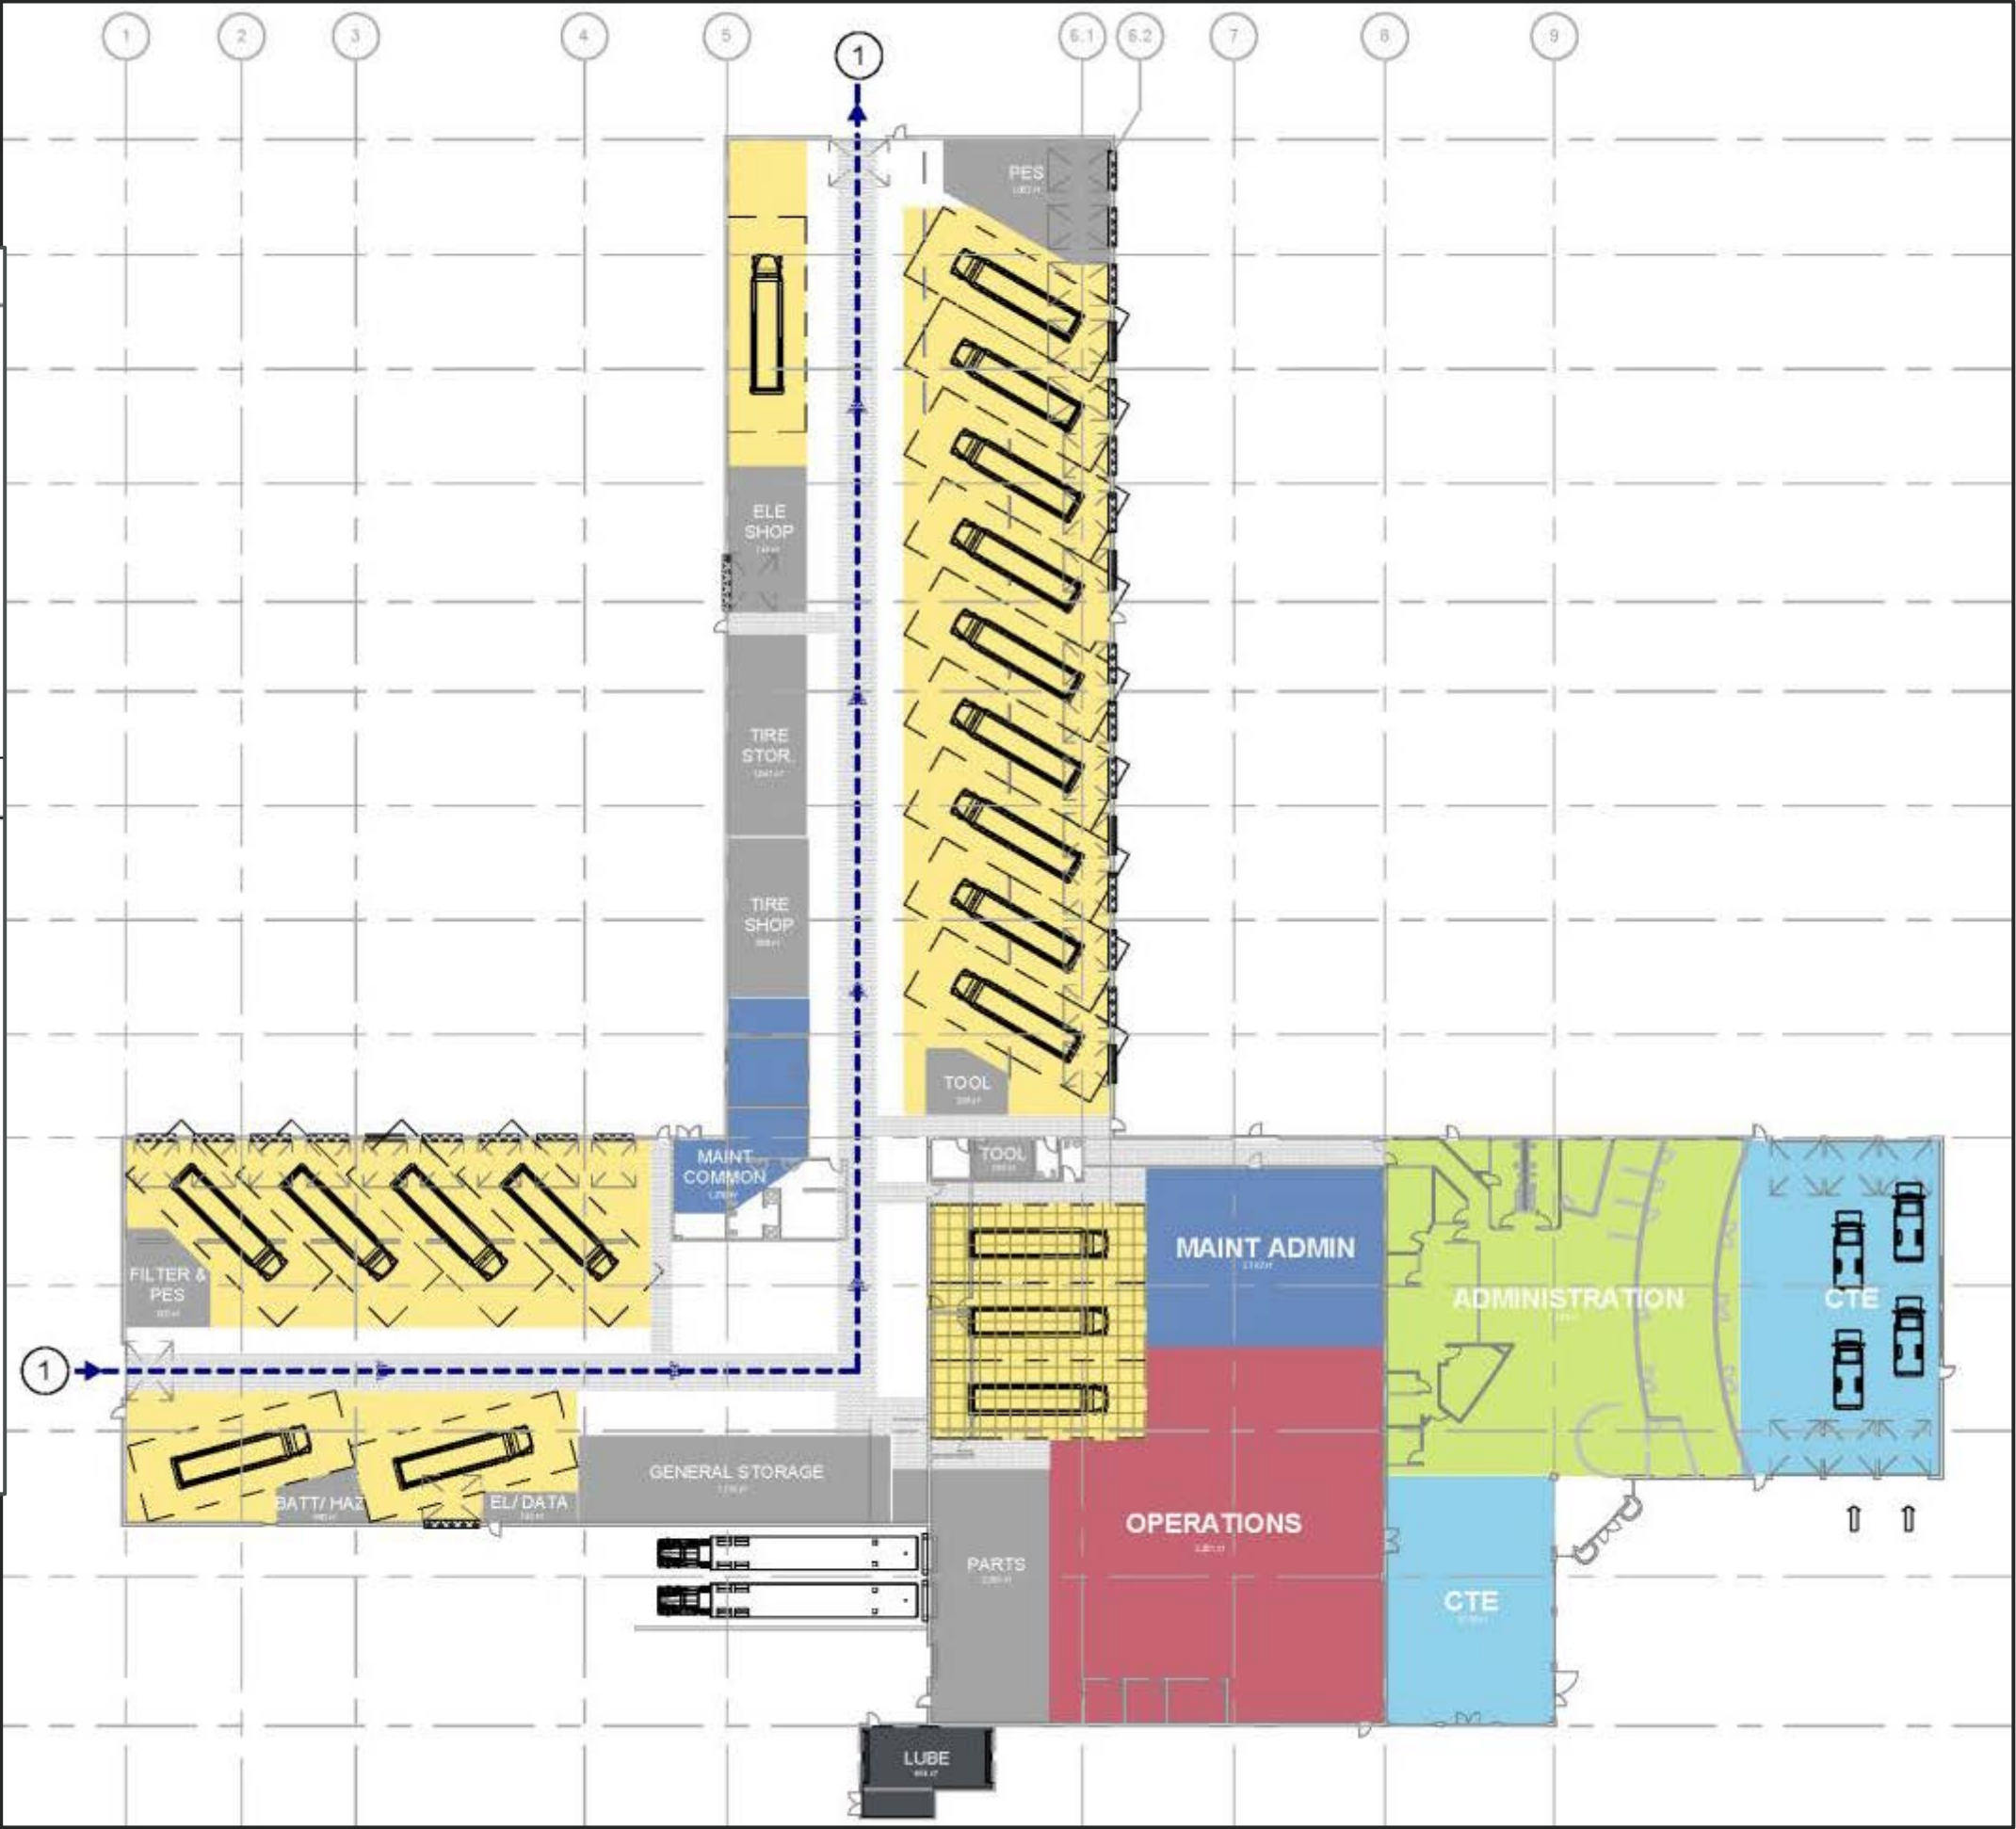 1
2
3
4
5
1
6.1
6.2
7
8
9
PES
ELE
SHOP
TIRE
STOR.
TIRE
SHOP
TOOL
MAINT
COMMON
TOOL
FILTER &
PES
MAINT ADMIN
ADMINISTRATION
CTE
1
BATT/ HAZ
EL/ DATA
GENERAL STORAGE
OPERATIONS
PARTS
CTE
LUBE